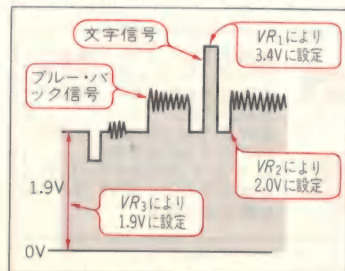 文字信号
VR₁により
3.4Vに設定
ブルー・バ
ック信号
VR₂により
2.0Vに設定
1.9V
VR₃により
1.9Vに設定
0V